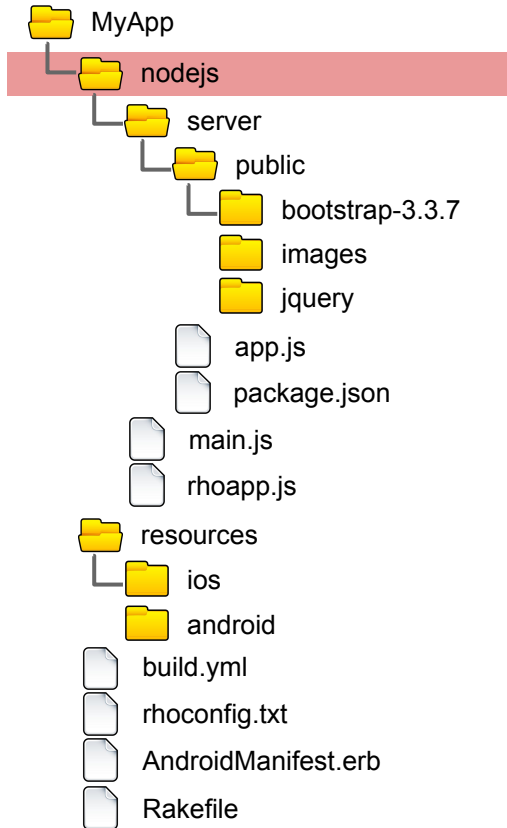 MyApp
nodejs
server
public
bootstrap-3.3.7
images
jquery
app.js
package.json
main.js
rhoapp.js
resources
ios
android
build.yml
rhoconfig.txt
AndroidManifest.erb
Rakefile